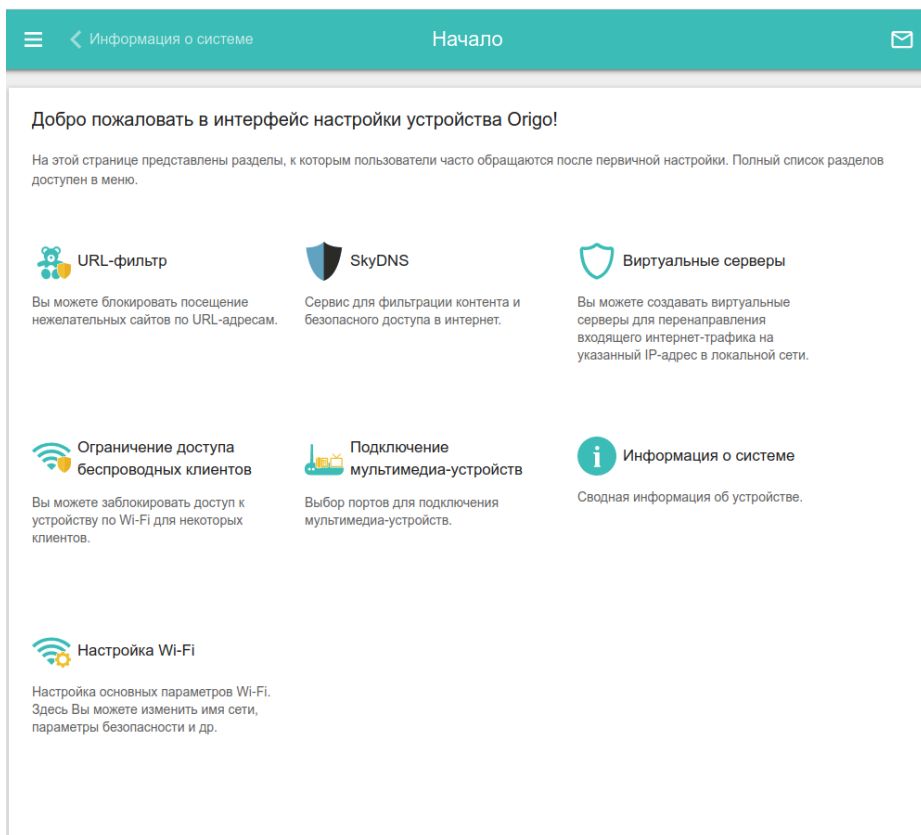 Информация о системе
Начало
Добро пожаловать в интерфейс настройки устройства Origo!
На этой странице представлены разделы, к которым пользователи часто обращаются после первичной настройки. Полный список разделов
доступен в меню.
URL-фильтр
Вы можете блокировать посещение
нежелательных сайтов по URL-адресам.
SkyDNS
Сервис для фильтрации контента и
безопасного доступа в интернет.
Виртуальные серверы
Вы можете создавать виртуальные
серверы для перенаправления
входящего интернет-трафика на
указанный IP-адрес в локальной сети.
Ограничение доступа
беспроводных клиентов
Вы можете заблокировать доступ к
устройству по Wi-Fi для некоторых
клиентов.
Подключение
мультимедиа-устройств
Выбор портов для подключения
мультимедиа-устройств.
Информация о системе
Сводная информация об устройстве.
Настройка Wi-Fi
Настройка основных параметров Wi-Fi.
Здесь Вы можете изменить имя сети,
параметры безопасности и др.